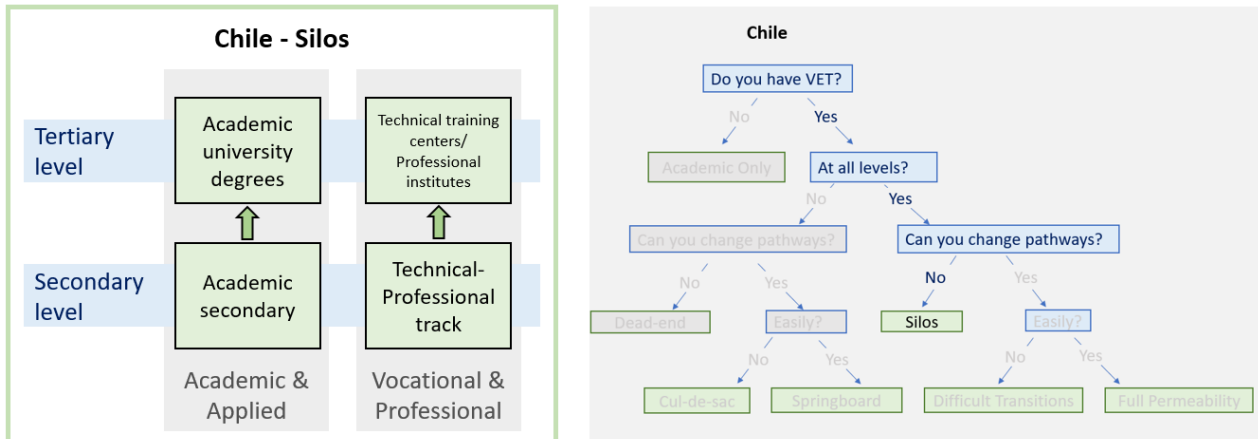 Chile - Silos
Tertiary
level
Academic
university
degrees
Technical training
centers/
Professional
institutes
Secondary
level
Academic
secondary
Technical-
Professional
track
Academic &
Applied
Vocational &
Professional
Chile
Do you have VET?
No
Yes
Academic Only
At all levels?
No
Yes
Can you change pathways?
Can you change pathways?
No
Yes
No
Yes
Dead-end
Easily?
Silos
Easily?
No
Yes
No
Yes
Cul-de-sac
Springboard
Difficult Transitions
Full Permeability